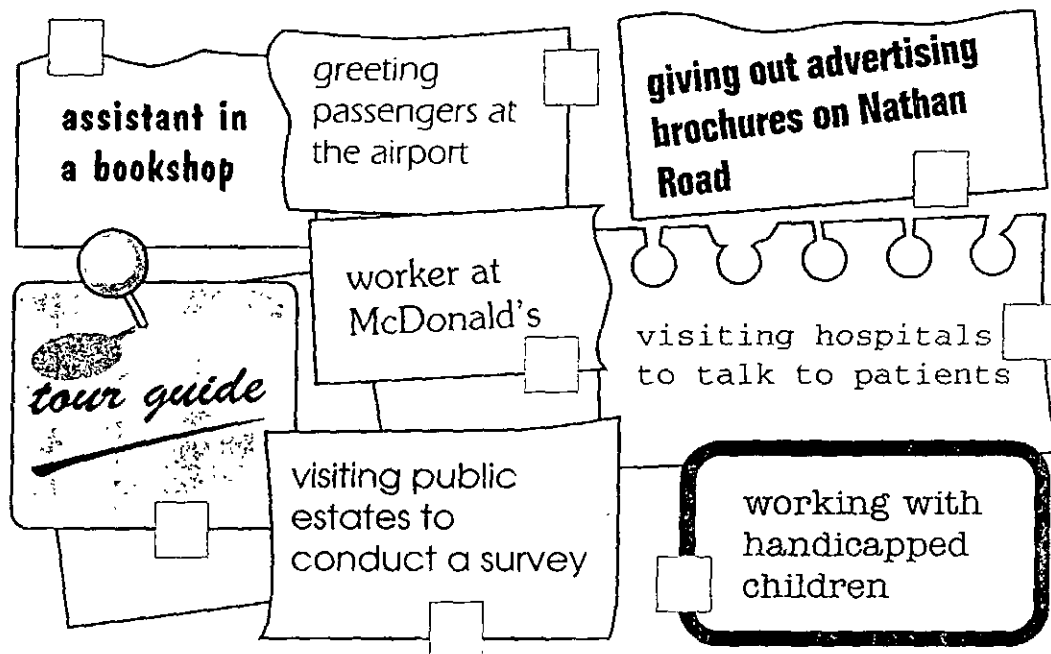 assistant in
a bookshop
greeting
passengers at
the airport
giving out advertising
brochures on Nathan
Road
worker at
McDonald's
visiting hospitals
to talk to patients
tour guide
visiting public
estates to
conduct a survey
working with
handicapped
children